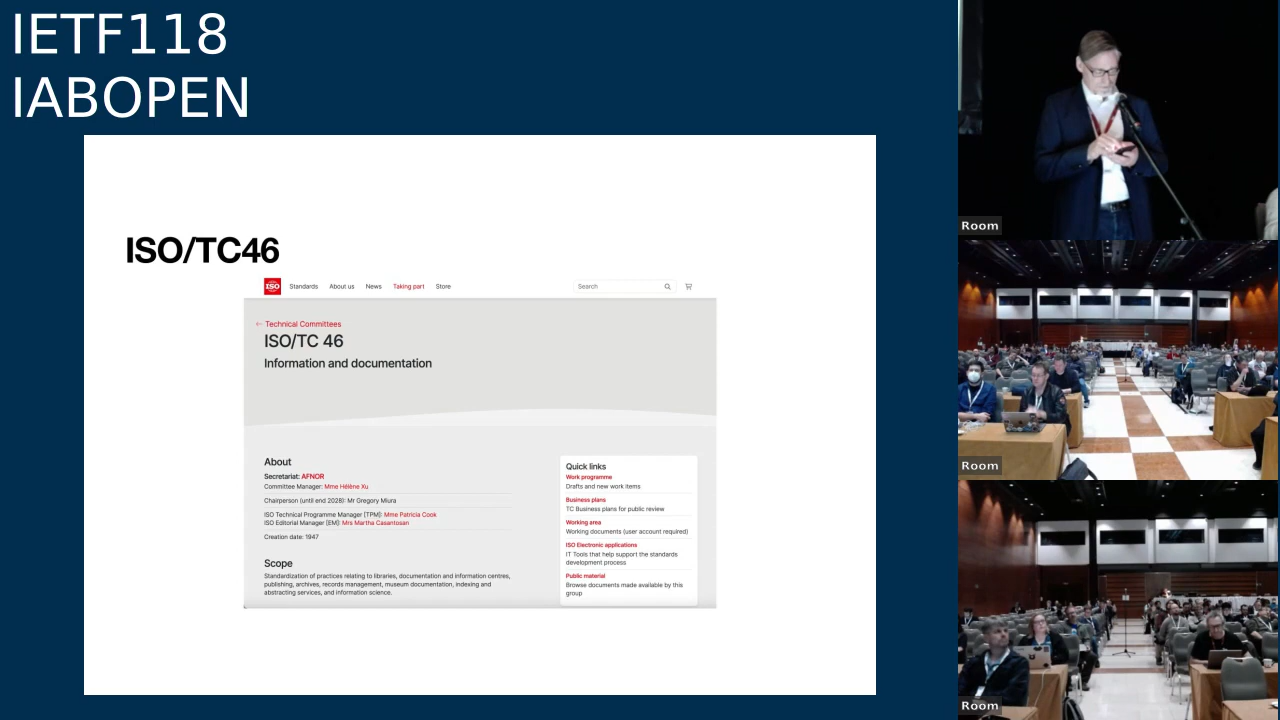 IETF118
IABOPEN
ISO/TC46
ISO
Standards About us News Taking part Store
Search
← Technical Committees
ISO/TC 46
Information and documentation
About
Secretariat: AFNOR
Committee Manager: Mme Hélène Xu
Chairperson (until end 2028): Mr Gregory Miura
ISO Technical Programme Manager [TPM]: Mme Patricia Cook
ISO Editorial Manager [EM]: Mrs Martha Casantosan
Creation date: 1947
Scope
Standardization of practices relating to libraries, documentation and information centres,
publishing, archives, records management, museum documentation, indexing and
abstracting services, and information science.
Quick links
Work programme
Drafts and new work items
Business plans
TC Business plans for public review
Working area
Working documents (user account required)
ISO Electronic applications
IT Tools that help support the standards
development process
Public material
Browse documents made available by this
group
Room
Room
Room